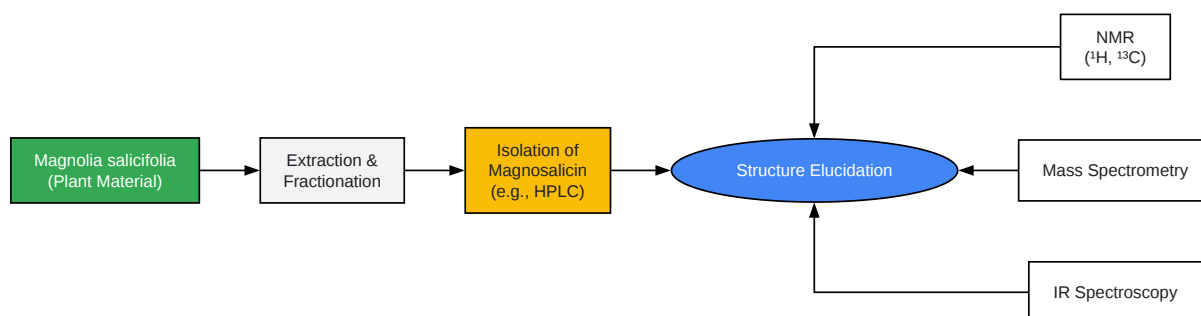 Magnolia salicifolia
(Plant Material)
Extraction &
Fractionation
Isolation of
Magnosalicin
(e.g., HPLC)
Structure Elucidation
NMR
(¹H, ¹³C)
Mass Spectrometry
IR Spectroscopy